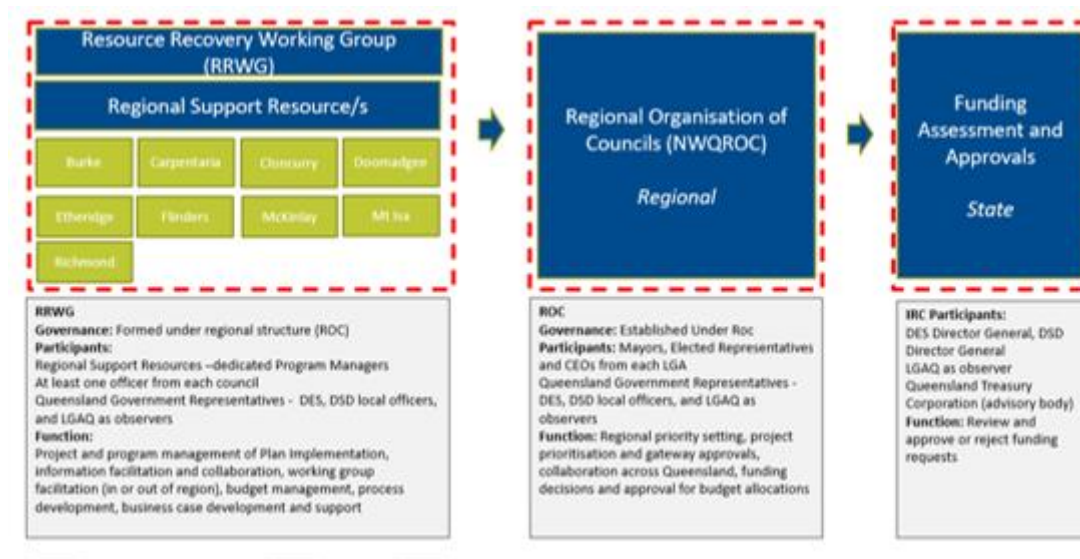 Resource Recovery Working Group
(RRWG)
Regional Support Resource/s
Burke
Carpentaria
Cloncurry
Doomadgee
Etheridge
Flinders
McKinlay
Mt Isa
Richmond
RRWG
Governance: Formed under regional structure (ROC)
Participants:
Regional Support Resources –dedicated Program Managers
At least one officer from each council
Queensland Government Representatives - DES, DSD local officers,
and LGAQ as observers
Function:
Project and program management of Plan Implementation,
information facilitation and collaboration, working group
facilitation (in or out of region), budget management, process
development, business case development and support
Regional Organisation of
Councils (NWQROC)
Regional
ROC
Governance: Established Under Roc
Participants: Mayors, Elected Representatives
and CEOs from each LGA
Queensland Government Representatives -
DES, DSD local officers, and LGAQ as
observers
Function: Regional priority setting, project
prioritisation and gateway approvals,
collaboration across Queensland, funding
decisions and approval for budget allocations
Funding
Assessment and
Approvals
State
IRC Participants:
DES Director General, DSD
Director General
LGAQ as observer
Queensland Treasury
Corporation (advisory body)
Function: Review and
approve or reject funding
requests